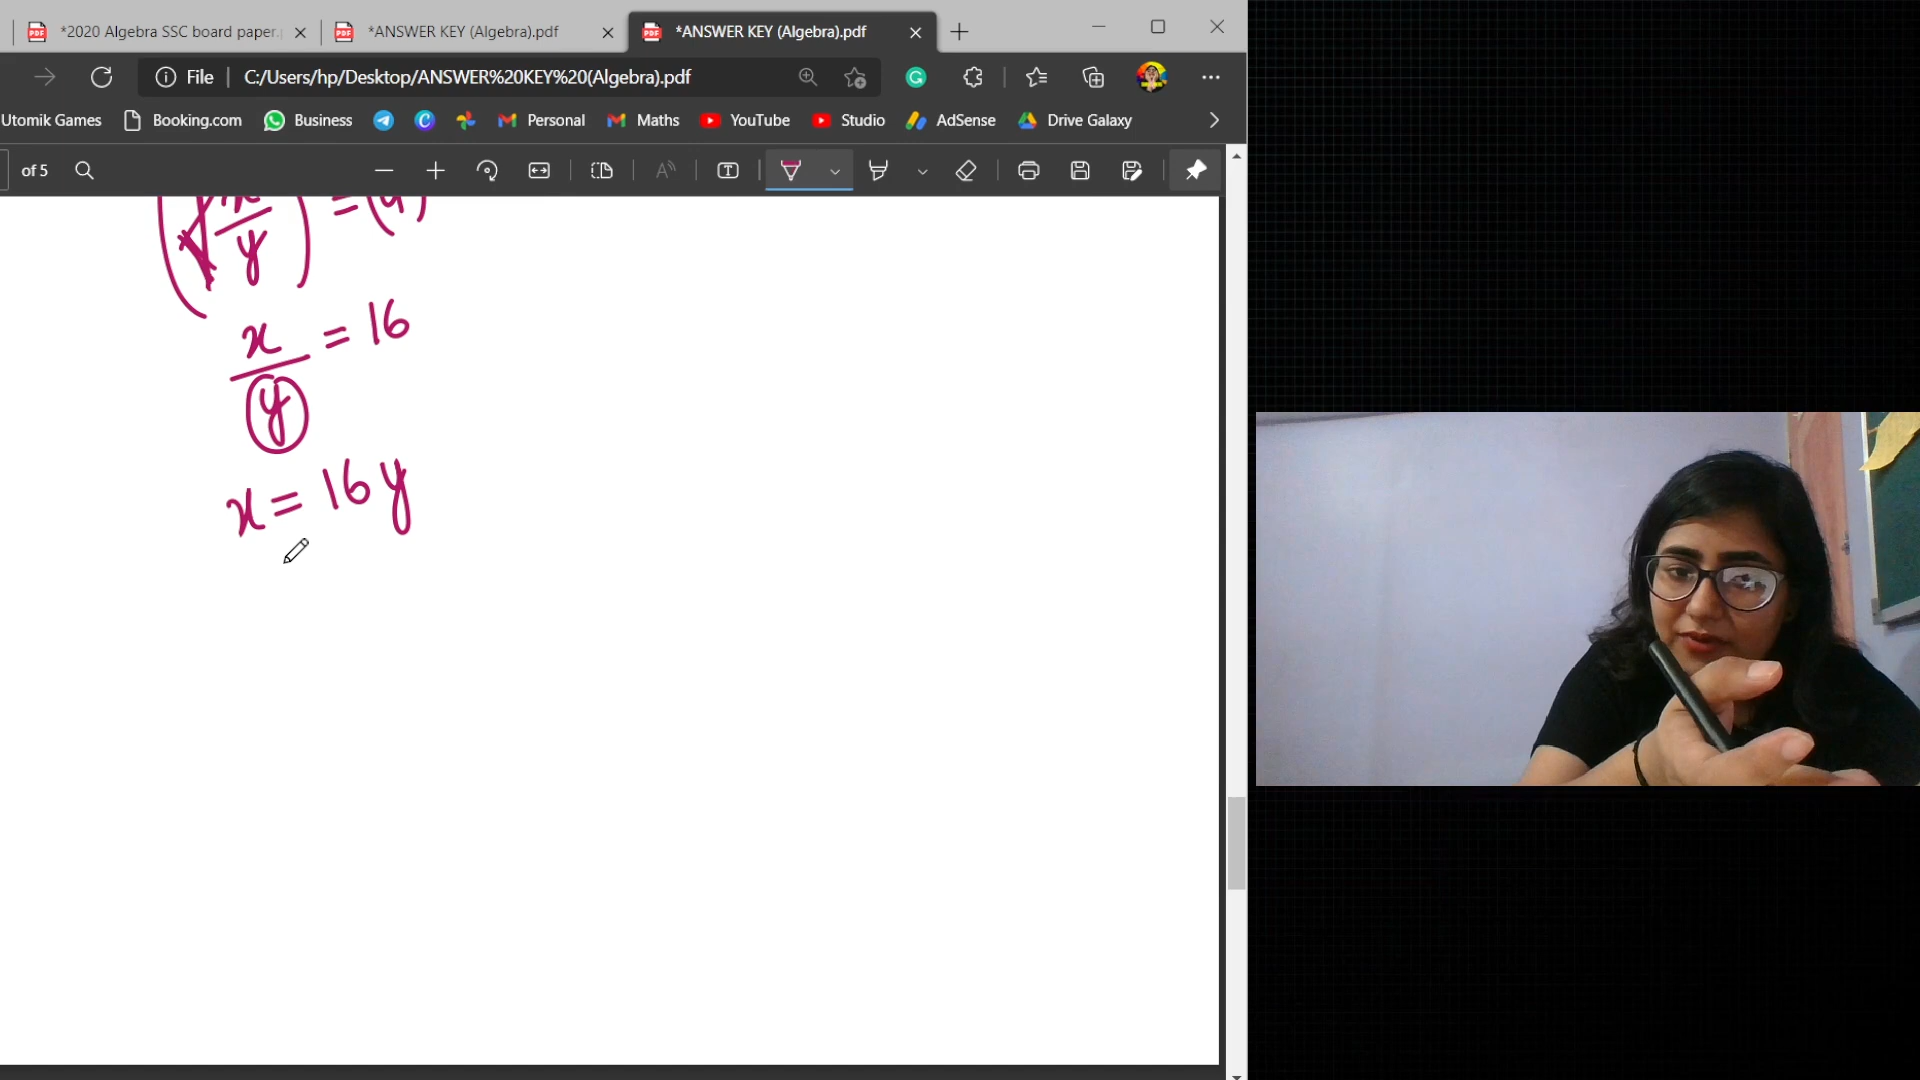 *2020 Algebra SSC board paper.p
*ANSWER KEY (Algebra).pdf
*ANSWER KEY (Algebra).pdf
File
C:/Users/hp/Desktop/ANSWER%20KEY%20(Algebra).pdf
Utomik Games
Booking.com
Business
Personal
Maths
YouTube
Studio
AdSense
Drive Galaxy
of 5
(√x/y) = (4)
x/y = 16
x = 16y